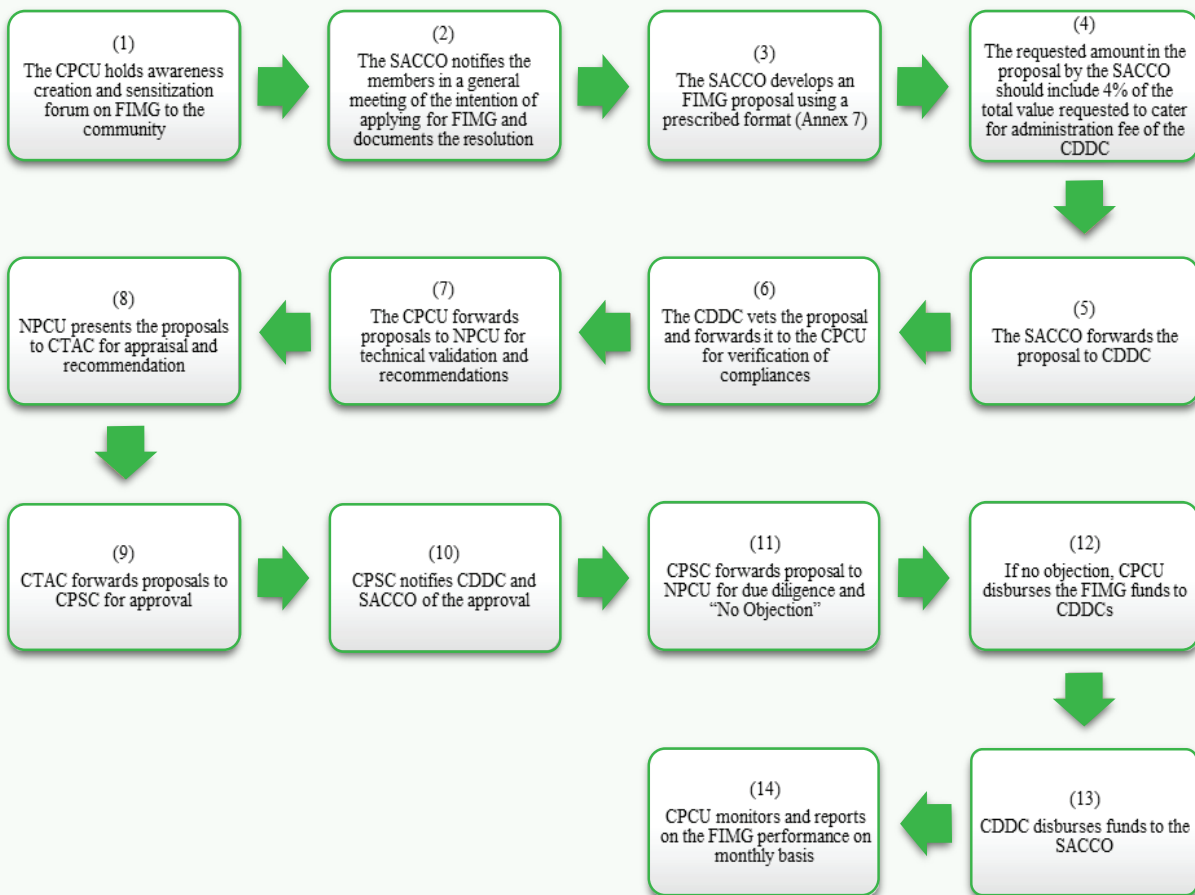 (1)
The CPCU holds awareness
creation and sensitization
forum on FIMG to the
community
(2)
The SACCO notifies the
members in a general
meeting of the intention of
applying for FIMG and
documents the resolution
(3)
The SACCO develops an
FIMG proposal using a
prescribed format (Annex 7)
(4)
The requested amount in the
proposal by the SACCO
should include 4% of the
total value requested to cater
for administration fee of the
CDDC
(5)
The SACCO forwards the
proposal to CDDC
(6)
The CDDC vets the proposal
and forwards it to the CPCU
for verification of
compliances
(7)
The CPCU forwards
proposals to NPCU for
technical validation and
recommendations
(8)
NPCU presents the proposals
to CTAC for appraisal and
recommendation
(9)
CTAC forwards proposals to
CPSC for approval
(10)
CPSC notifies CDDC and
SACCO of the approval
(11)
CPSC forwards proposal to
NPCU for due diligence and
“No Objection”
(12)
If no objection, CPCU
disburses the FIMG funds to
CDDCs
(13)
CDDC disburses funds to the
SACCO
(14)
CPCU monitors and reports
on the FIMG performance on
monthly basis